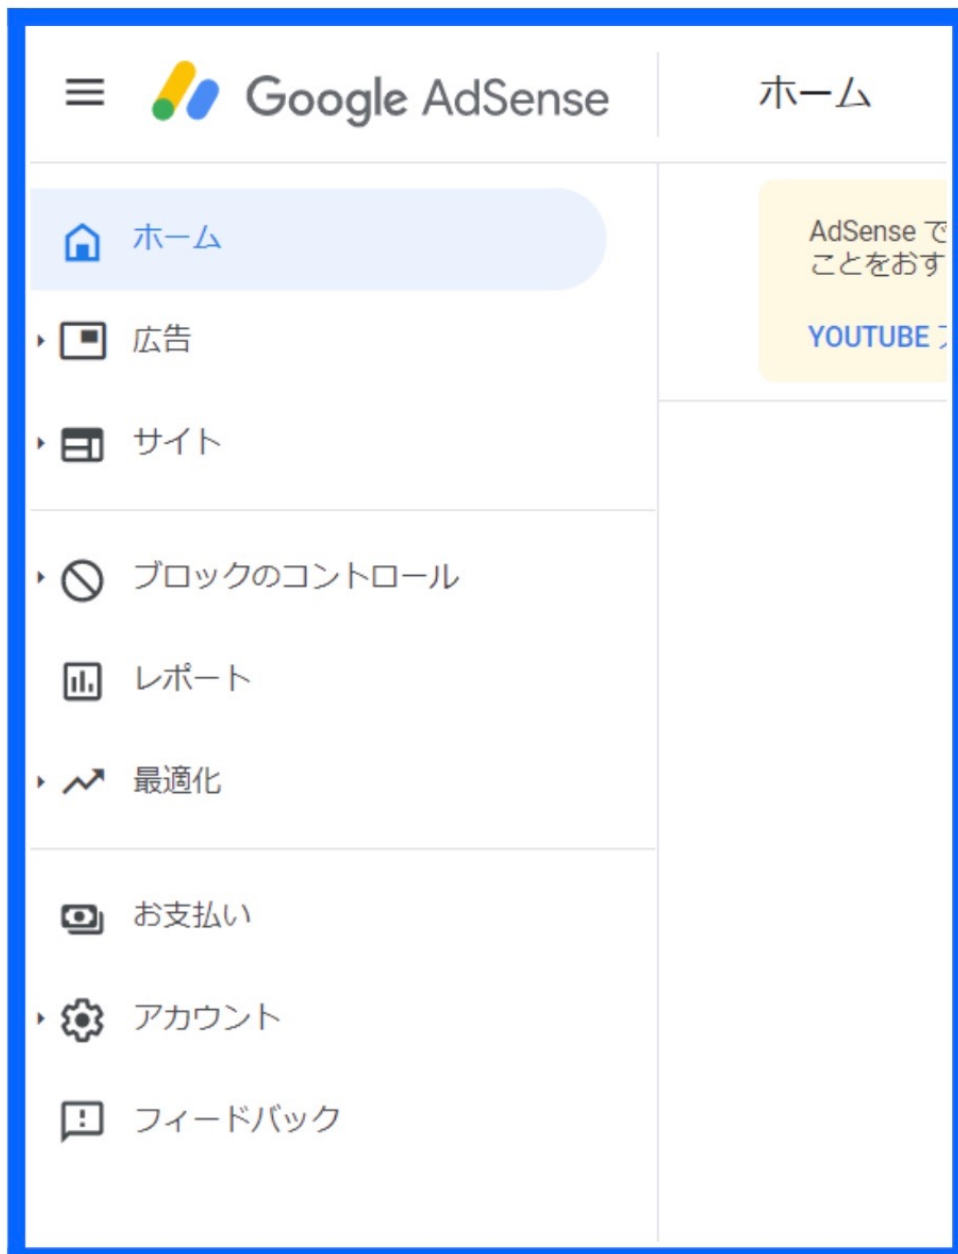 Google AdSense
ホーム
ホーム
広告
サイト
ブロックのコントロール
レポート
最適化
お支払い
アカウント
フィードバック
AdSense で
ことをおす
YOUTUBE